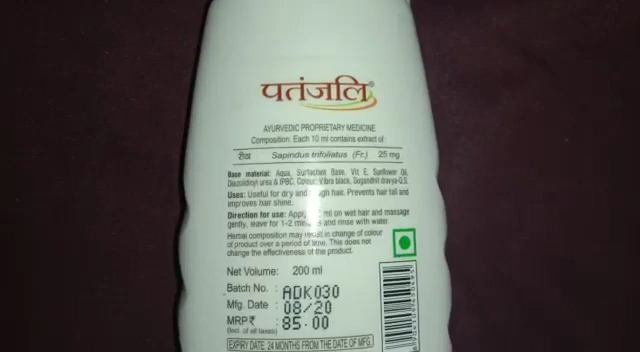 पतंजलि®
AYURVEDIC PROPRIETARY MEDICINE
Composition: Each 10 ml contains extract of :
रीठा Sapindus trifoliatus (Fr.) 25 mg
Base material: Aqua, Surfactant Base, Vit E, Sunflower Oil,
Diazolidinyl urea & IPBC, Colour: Vibra black, Sugandhit dravya-Q.S.
Uses: Useful for dry and rough hair. Prevents hair fall and
improves hair shine.
Direction for use: Apply ml on wet hair and massage
gently, leave for 1-2 minutes and rinse with water.
Herbal composition may result in change of colour
of product over a period of time. This does not
change the effectiveness of the product.
Net Volume: 200 ml
Batch No. : ADK030
Mfg. Date : 08/20
MRP₹ : 85.00
(Incl. of all taxes)
EXPIRY DATE: 24 MONTHS FROM THE DATE OF MFG.